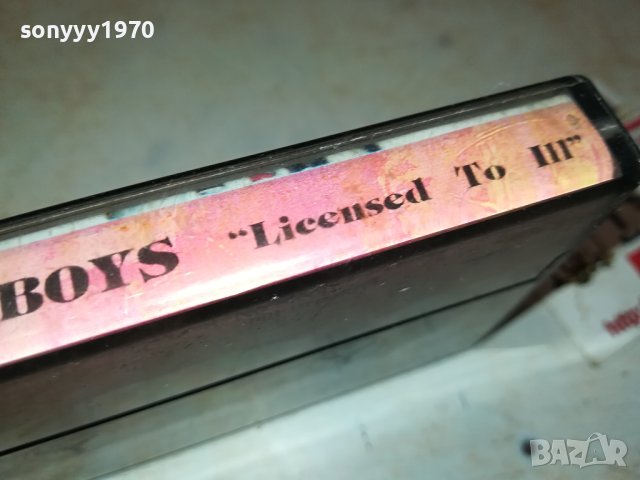 sonyyy1970
BOYS "Licensed To Ill"
BAZAR
bg